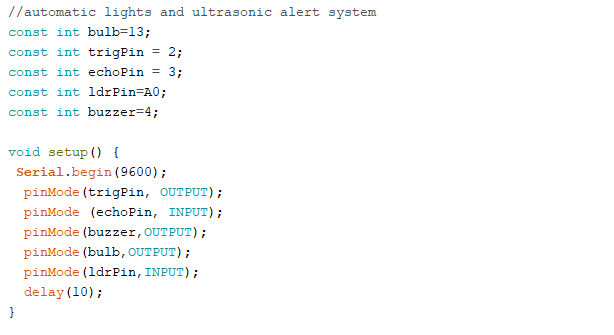 //automatic lights and ultrasonic alert system
const int bulb=13;
const int trigPin = 2;
const int echoPin = 3;
const int ldrPin=A0;
const int buzzer=4;

void setup() {
 Serial.begin(9600);
  pinMode(trigPin, OUTPUT);
  pinMode (echoPin, INPUT);
  pinMode(buzzer,OUTPUT);
  pinMode(bulb,OUTPUT);
  pinMode(ldrPin,INPUT);
  delay(10);
}